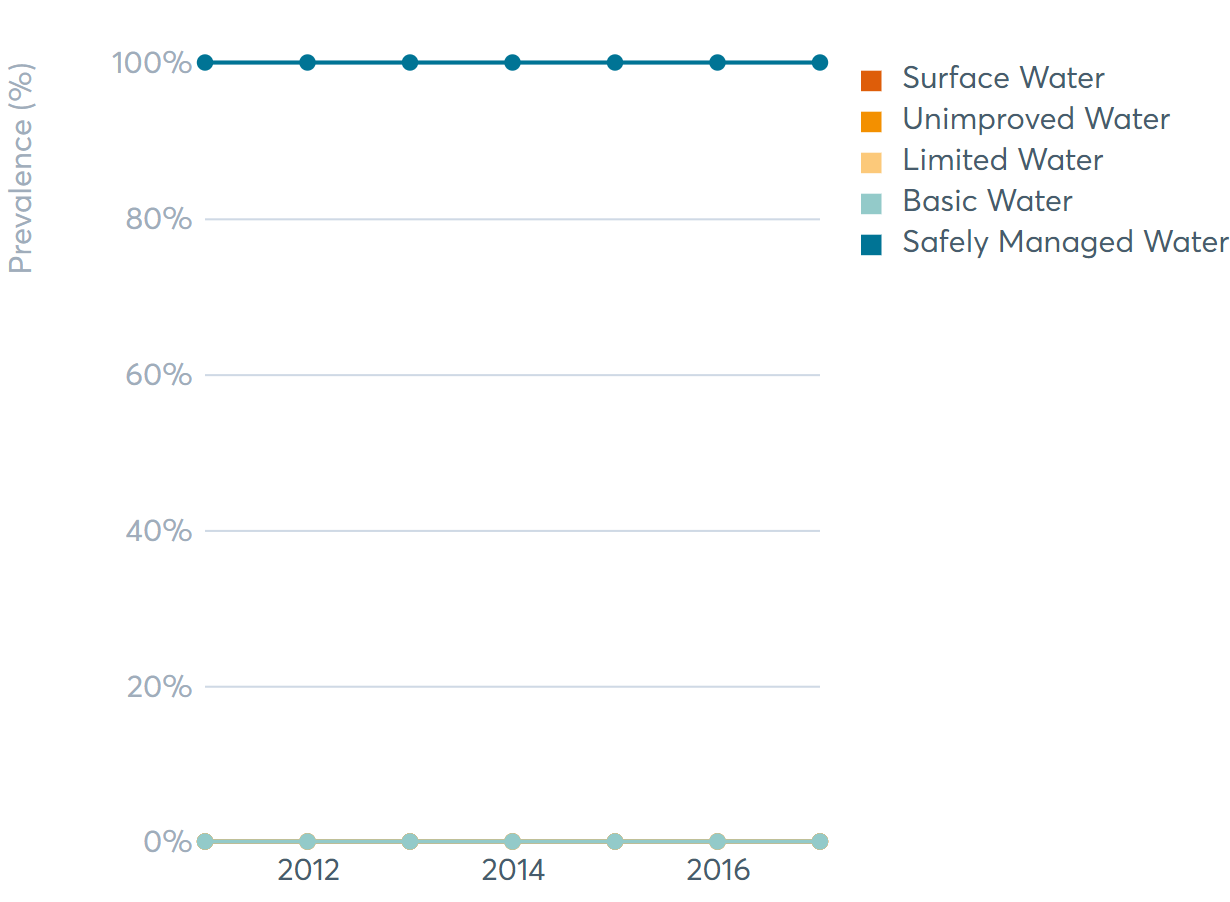 Prevalence (%)
100%
80%
60%
40%
20%
0%
2012
2014
2016
Surface Water
Unimproved Water
Limited Water
Basic Water
Safely Managed Water